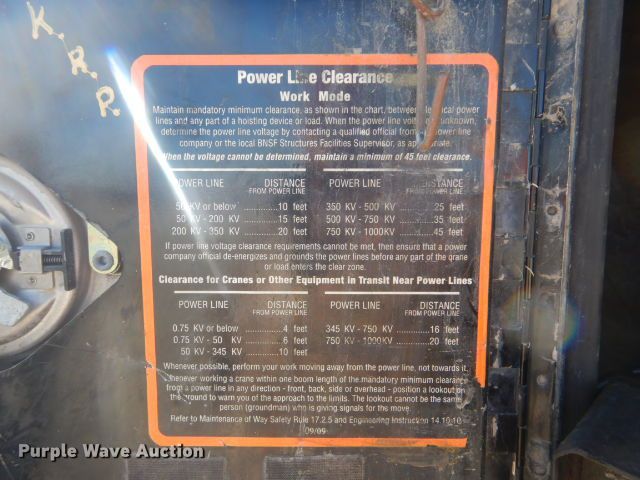 K.R.R
Power Line Clearance
Work Mode
Maintain mandatory minimum clearance, as shown in the chart, between electrical power
lines and any part of a hoisting device or load. When the power line voltage is unknown,
determine the power line voltage by contacting a qualified official from power line
company or the local BNSF Structures Facilities Supervisor, as appropriate.
When the voltage cannot be determined, maintain a minimum of 45 feet clearance.
POWER LINE DISTANCE POWER LINE DISTANCE
FROM POWER LINE FROM POWER LINE
50 KV or below ............10 feet 350 KV - 500 KV ............25 feet
50 KV - 200 KV ............15 feet 500 KV - 750 KV ............35 feet
200 KV - 350 KV ............20 feet 750 KV - 1000KV ............45 feet
If power line voltage clearance requirements cannot be met, then ensure that a power
company official de-energizes and grounds the power lines before any part of the crane
or load enters the clear zone.
Clearance for Cranes or Other Equipment in Transit Near Power Lines
POWER LINE DISTANCE POWER LINE DISTANCE
FROM POWER LINE FROM POWER LINE
0.75 KV or below ............4 feet 345 KV - 750 KV ............16 feet
0.75 KV - 50 KV ............6 feet 750 KV - 1000KV ............20 feet
50 KV - 345 KV ............10 feet
Whenever possible, perform your work moving away from the power line, not towards it.
Whenever working a crane within one boom length of the mandatory minimum clearance
from a power line in any direction - front, back, side or overhead - position a lookout on
the ground to warn you of the approach to the limits. The lookout cannot be the same
person (groundman) who is giving signals for the move.
Refer to Maintenance of Way Safety Rule 17.2.5 and Engineering Instruction 14.10.10
09/09
Purple Wave Auction